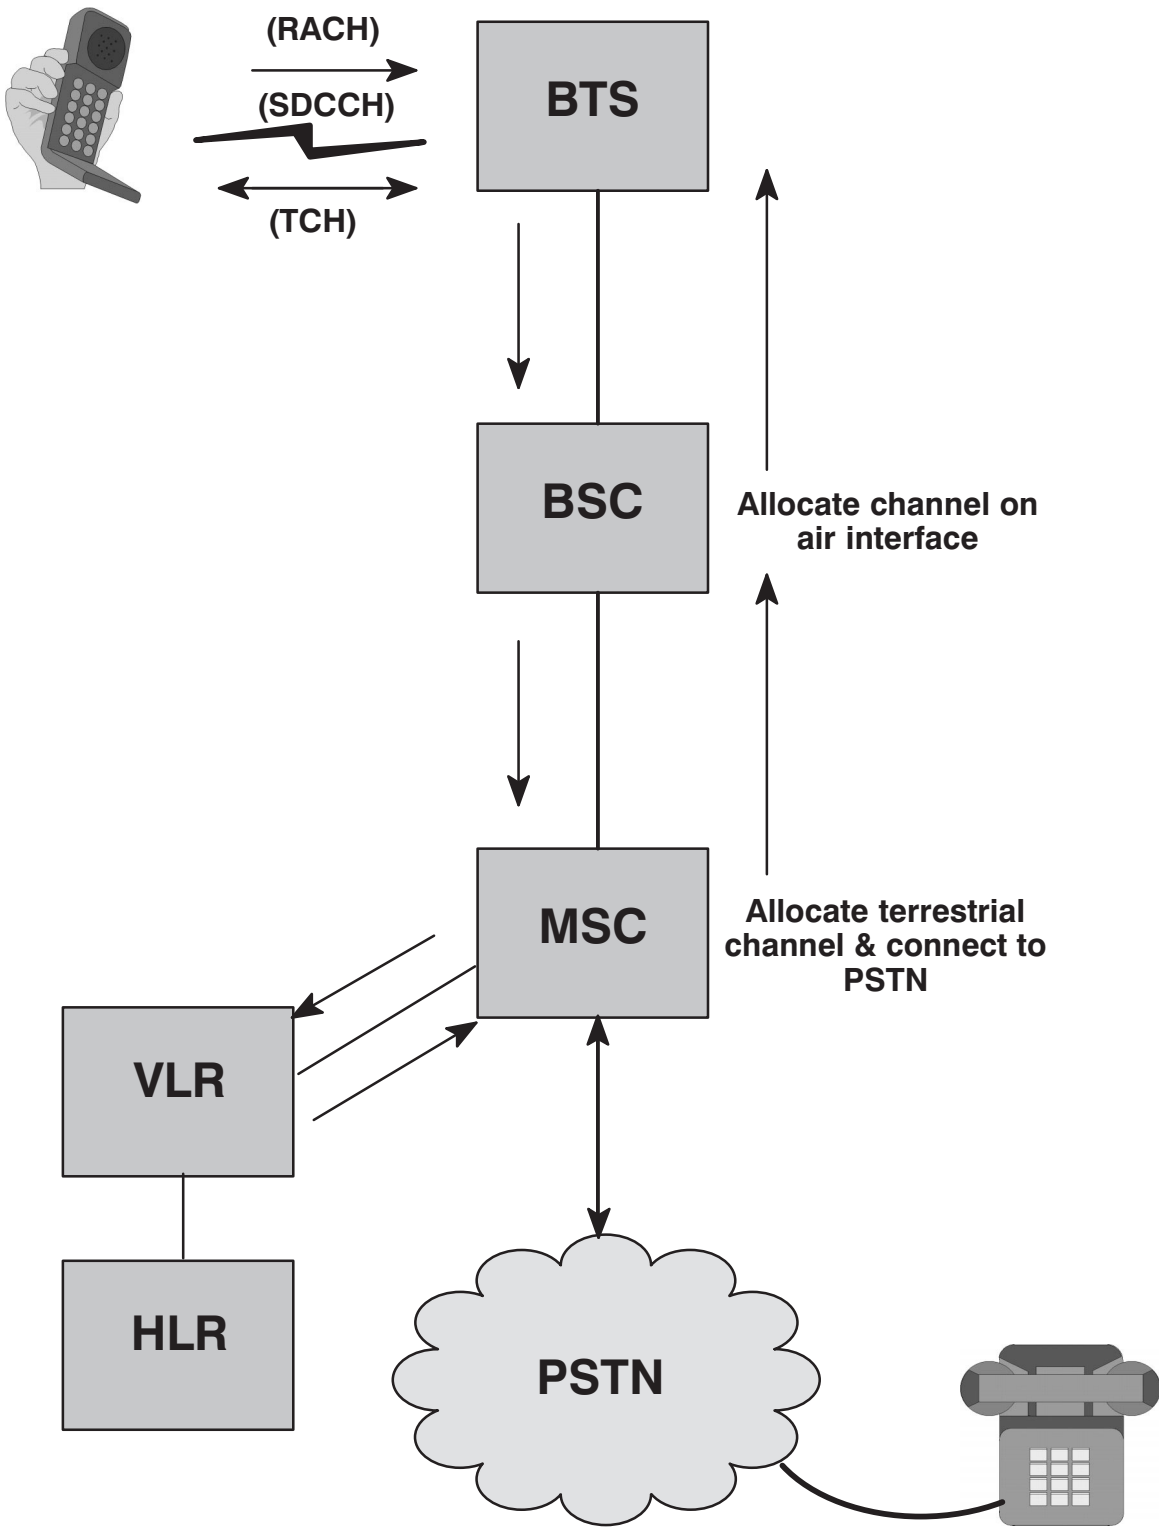 (RACH)
BTS
(SDCCH)
(TCH)
BSC
Allocate channel on
air interface
MSC
Allocate terrestrial
channel & connect to
PSTN
VLR
HLR
PSTN